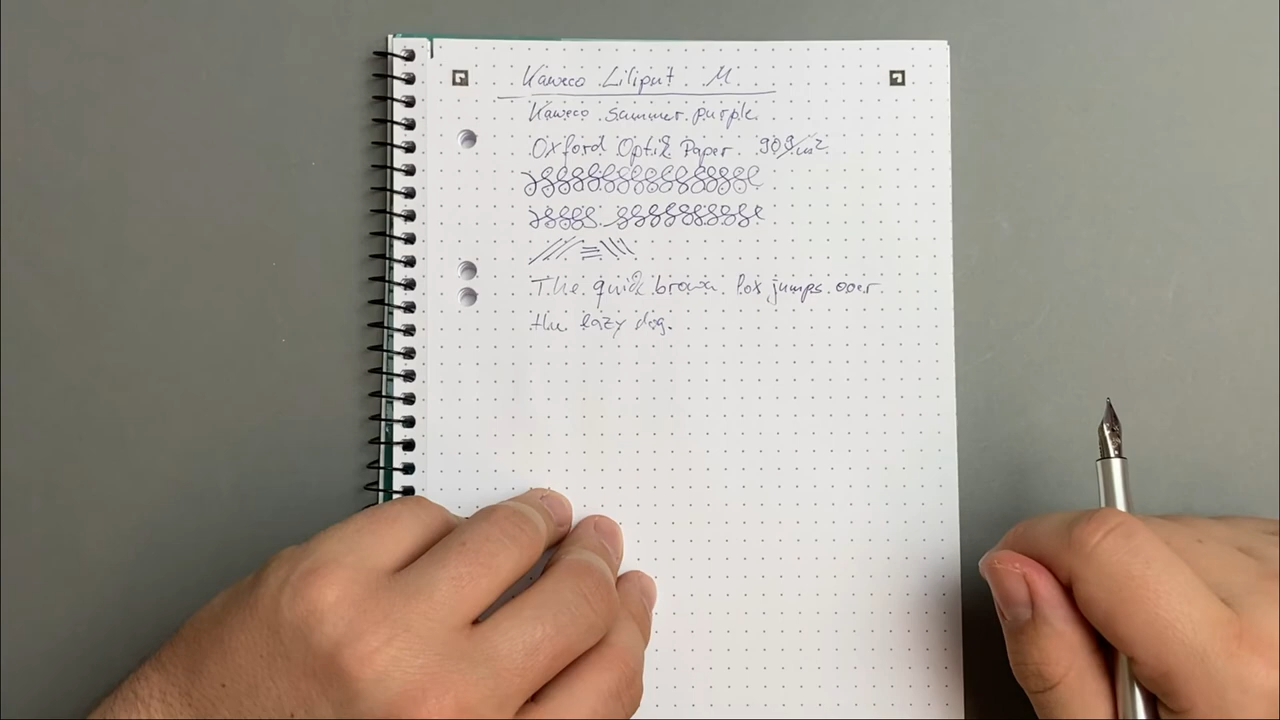 Kaweco Liliput M
Kaweco summer purple
Oxford Optik Paper 90g/m²
The quick brown fox jumps over
the lazy dog.